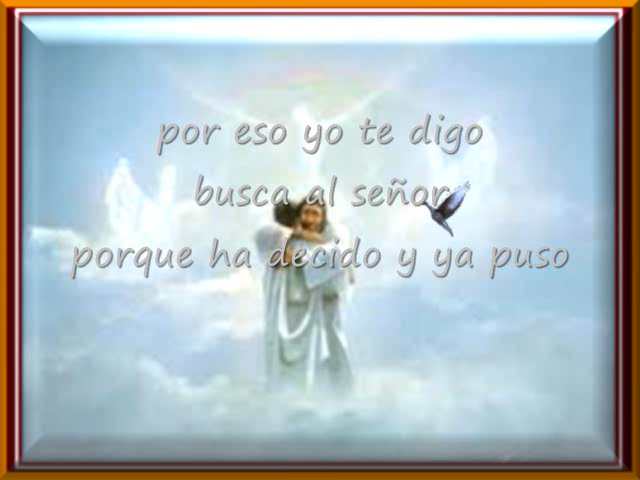 por eso yo te digo
busca al señor
porque ha decido y ya puso